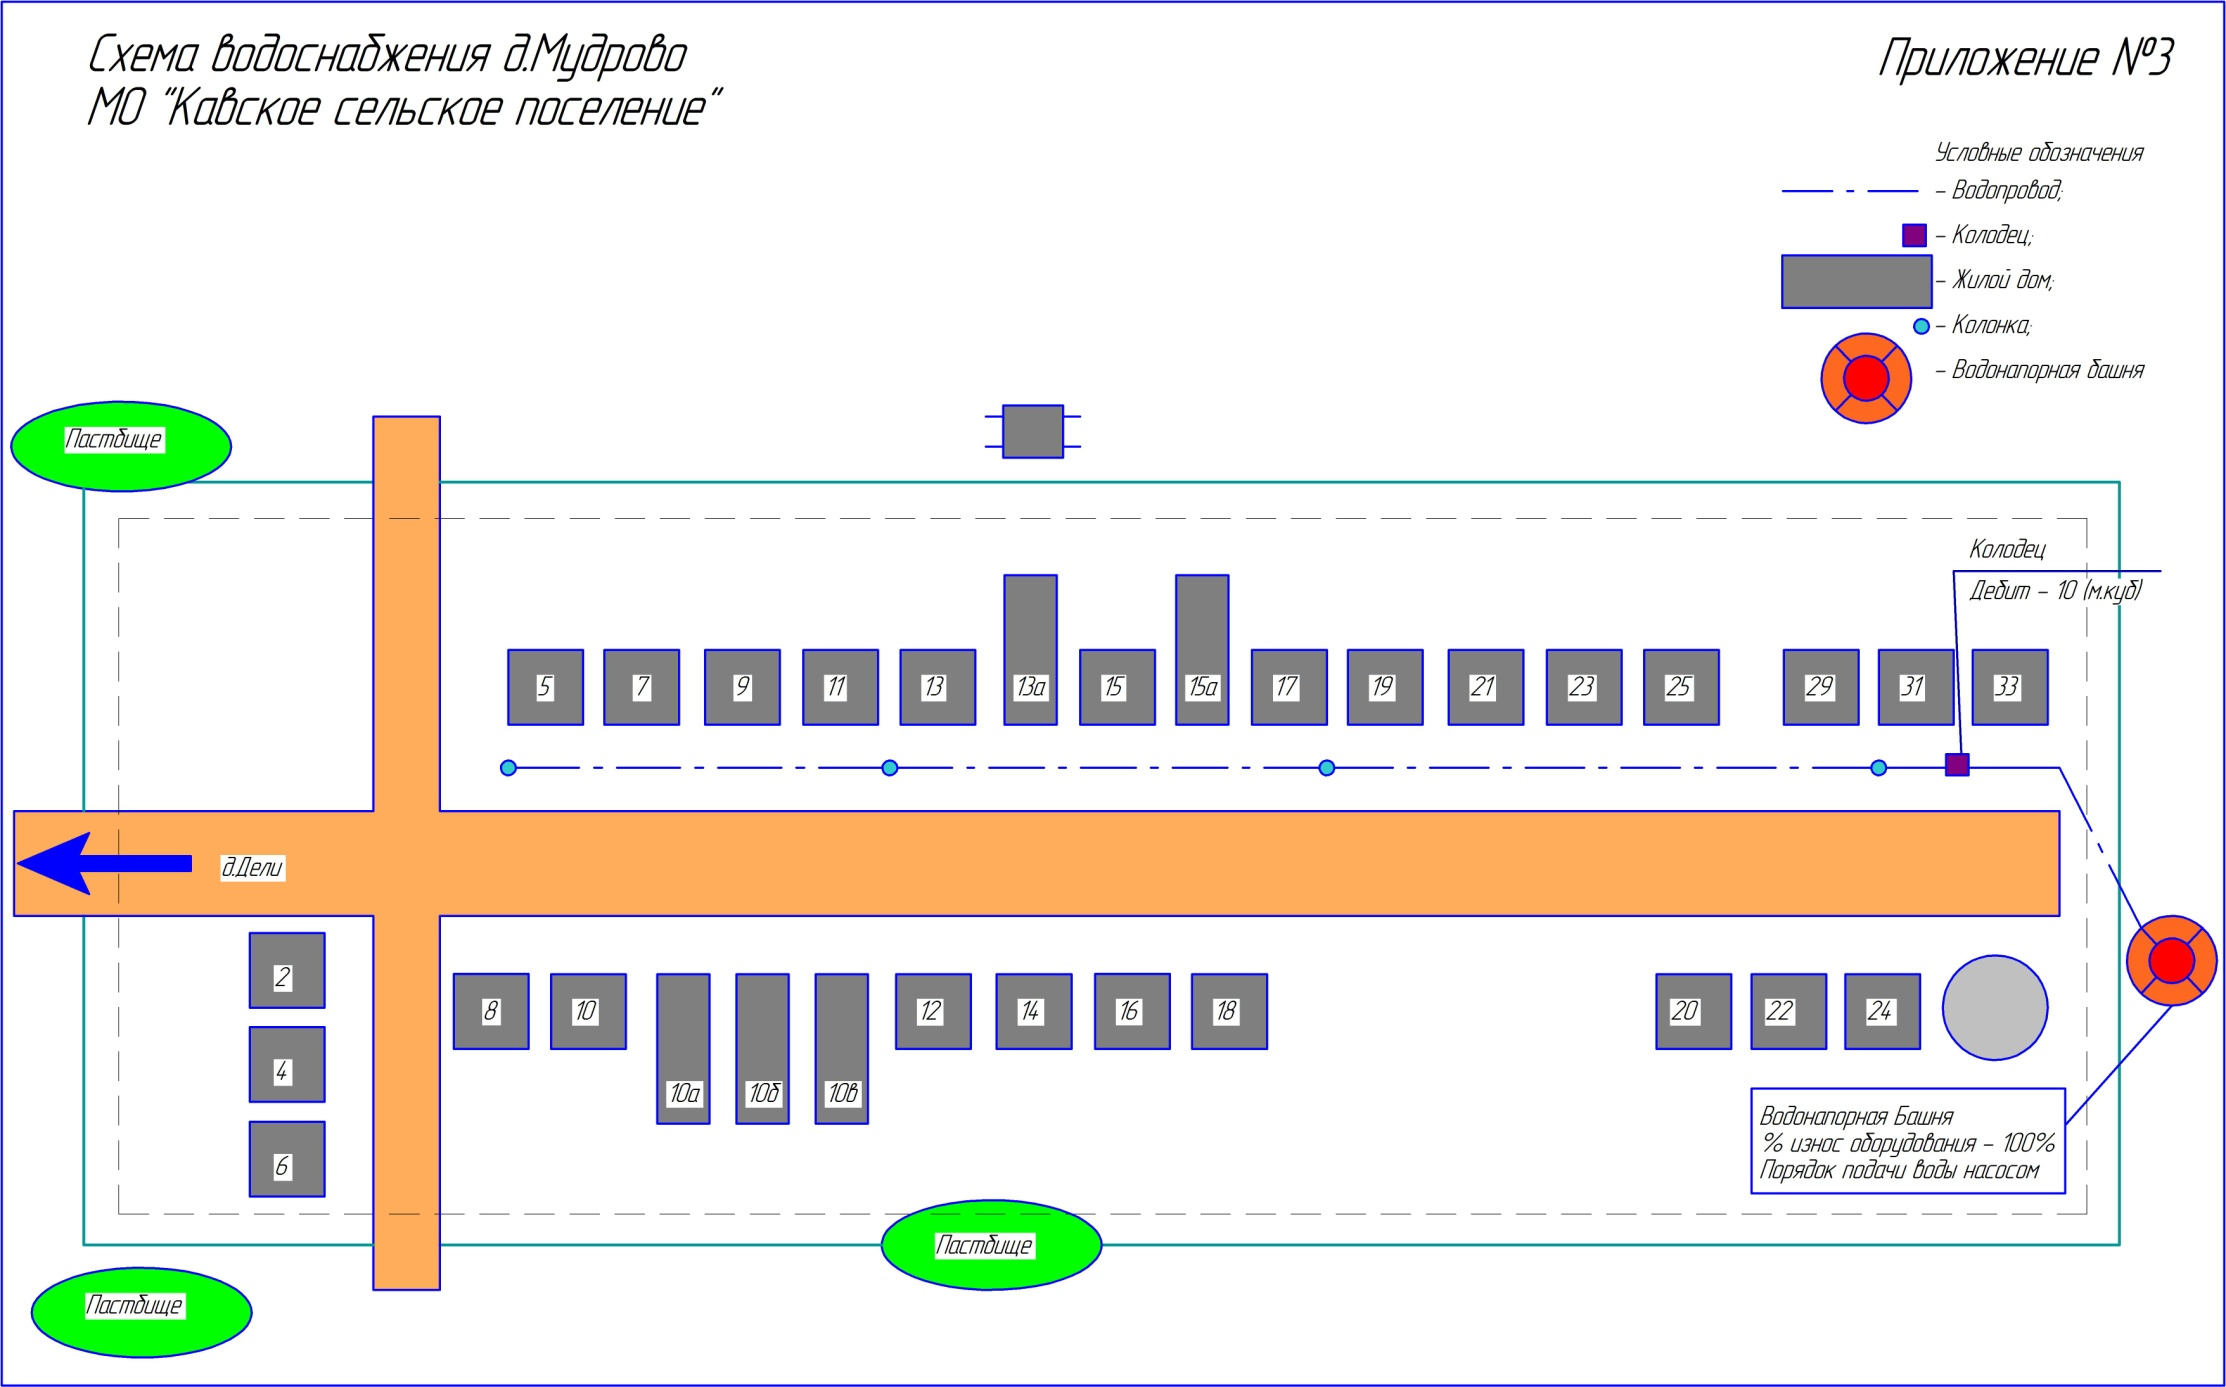 Схема водоснабжения д.Мудрово
МО "Кавское сельское поселение"
Приложение №3
Условные обозначения
- Водопровод;
- Колодец;
- Жилой дом;
- Колонка;
- Водонапорная башня
Пастбище
Колодец
Дебит - 10 (м.куб)
5
7
9
11
13
13а
15
15а
17
19
21
23
25
29
31
33
д.Дели
2
4
6
8
10
10а
10б
10в
12
14
16
18
20
22
24
Водонапорная Башня
% износ оборудования - 100%
Порядок подачи воды насосом
Пастбище
Пастбище